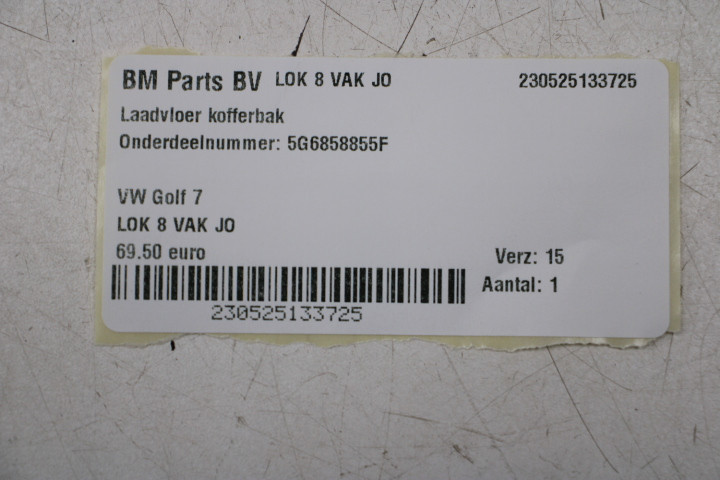 BM Parts BV LOK 8 VAK JO 230525133725
Laadvloer kofferbak
Onderdeelnummer: 5G6858855F
VW Golf 7
LOK 8 VAK JO
69.50 euro Verz: 15
Aantal: 1
230525133725